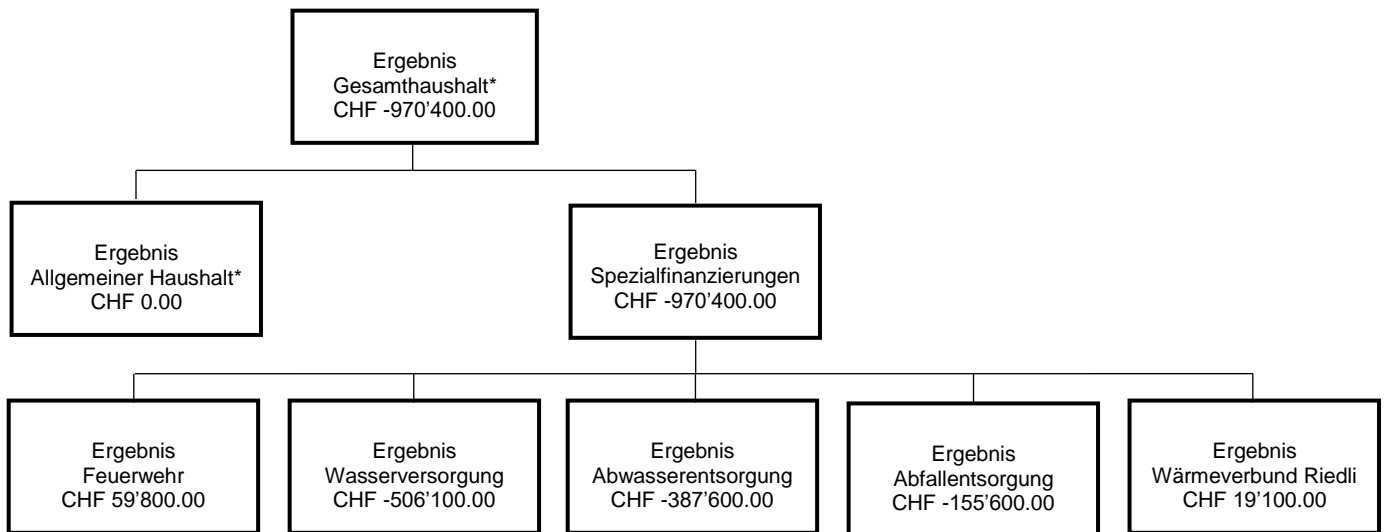 Ergebnis
Gesamthaushalt*
CHF -970’400.00
Ergebnis
Allgemeiner Haushalt*
CHF 0.00
Ergebnis
Spezialfinanzierungen
CHF -970’400.00
Ergebnis
Feuerwehr
CHF 59’800.00
Ergebnis
Wasserversorgung
CHF -506’100.00
Ergebnis
Abwasserentsorgung
CHF -387’600.00
Ergebnis
Abfallentsorgung
CHF -155’600.00
Ergebnis
Wärmeverbund Riedli
CHF 19’100.00